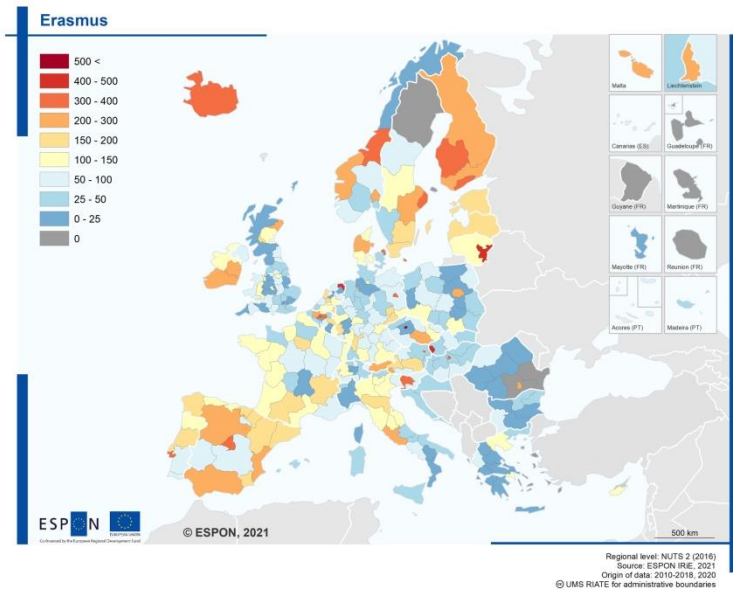 Erasmus
500 <
400 - 500
300 - 400
200 - 300
150 - 200
100 - 150
50 - 100
25 - 50
0 - 25
0
Malta
Liechtenstein
Canarias (ES)
Guadeloupe (FR)
Guyane (FR)
Martinique (FR)
Mayotte (FR)
Reunion (FR)
Acores (PT)
Madeira (PT)
ESPON
EUROPEAN UNION
Co-financed by the European Regional Development Fund
© ESPON, 2021
500 km
Regional level: NUTS 2 (2016)
Source: ESPON IRiE, 2021
Origin of data: 2010-2018, 2020
UMS RIATE for administrative boundaries